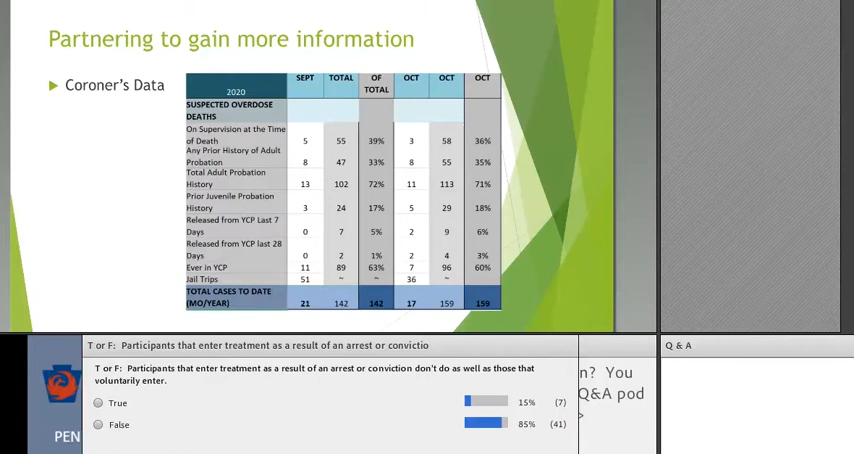 Partnering to gain more information
Coroner's Data
SEPT TOTAL OF OCT OCT OCT
TOTAL
2020
SUSPECTED OVERDOSE
DEATHS
On Supervision at the Time
of Death 5 55 39% 3 58 36%
Any Prior History of Adult
Probation 8 47 33% 8 55 35%
Total Adult Probation
History 13 102 72% 11 113 71%
Prior Juvenile Probation
History 3 24 17% 5 29 18%
Released from YCP Last 7
Days 0 7 5% 2 9 6%
Released from YCP last 28
Days 0 2 1% 2 4 3%
Ever in YCP 11 89 63% 7 96 60%
Jail Trips 51 ~ ~ 36 ~
TOTAL CASES TO DATE
(MO/YEAR) 21 142 142 17 159 159
T or F: Participants that enter treatment as a result of an arrest or convictio
Q & A
T or F: Participants that enter treatment as a result of an arrest or conviction don't do as well as those that
voluntarily enter.
n? You
Q&A pod
>
True 15% (7)
False 85% (41)
PEN